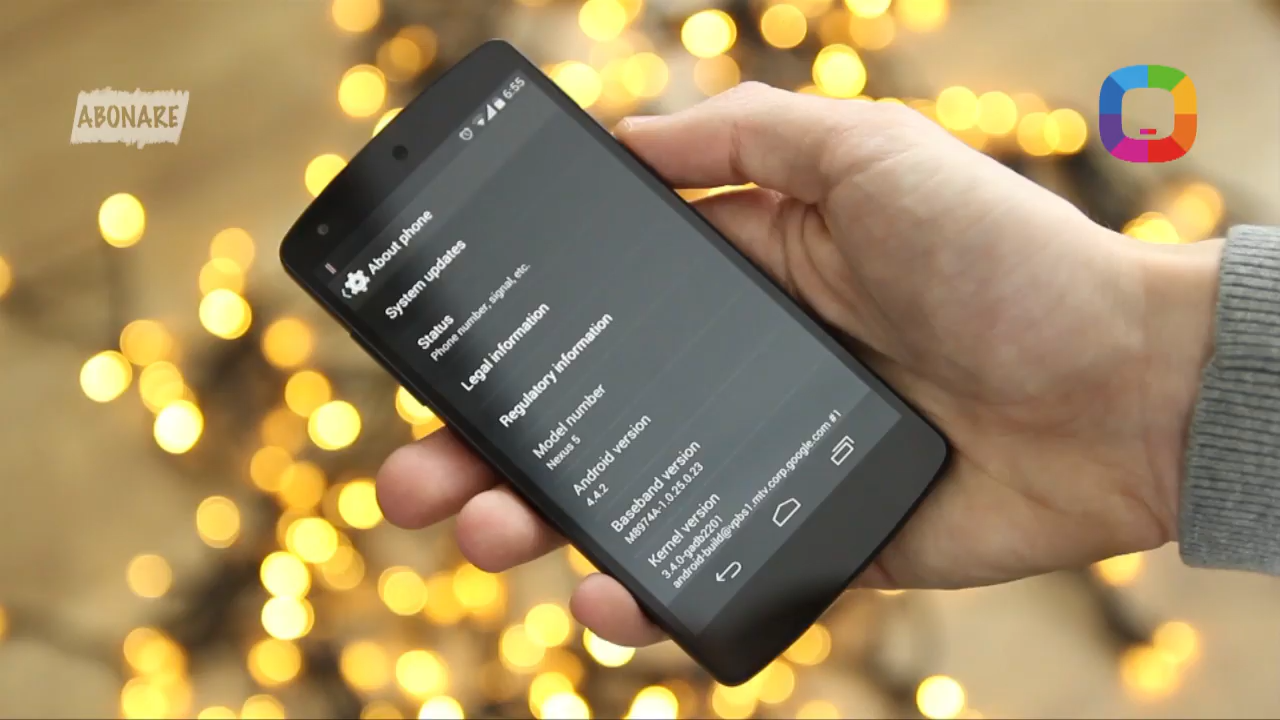 ABONARE
6:55
About phone
System updates
Status
Phone number, signal, etc.
Legal information
Regulatory information
Model number
Nexus 5
Android version
4.4.2
Baseband version
M8974A-1.0.25.0.23
Kernel version
3.4.0-gadb2201
android-build@vpbs1.mtv.corp.google.com #1